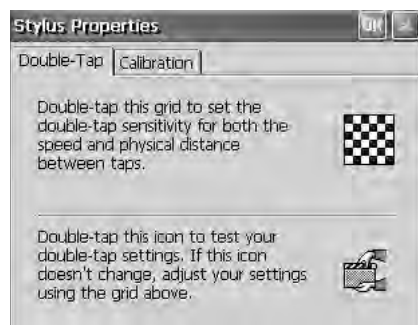 Stylus Properties OK ×
Double-Tap Calibration
Double-tap this grid to set the
double-tap sensitivity for both the
speed and physical distance
between taps.
Double-tap this icon to test your
double-tap settings. If this icon
doesn't change, adjust your settings
using the grid above.